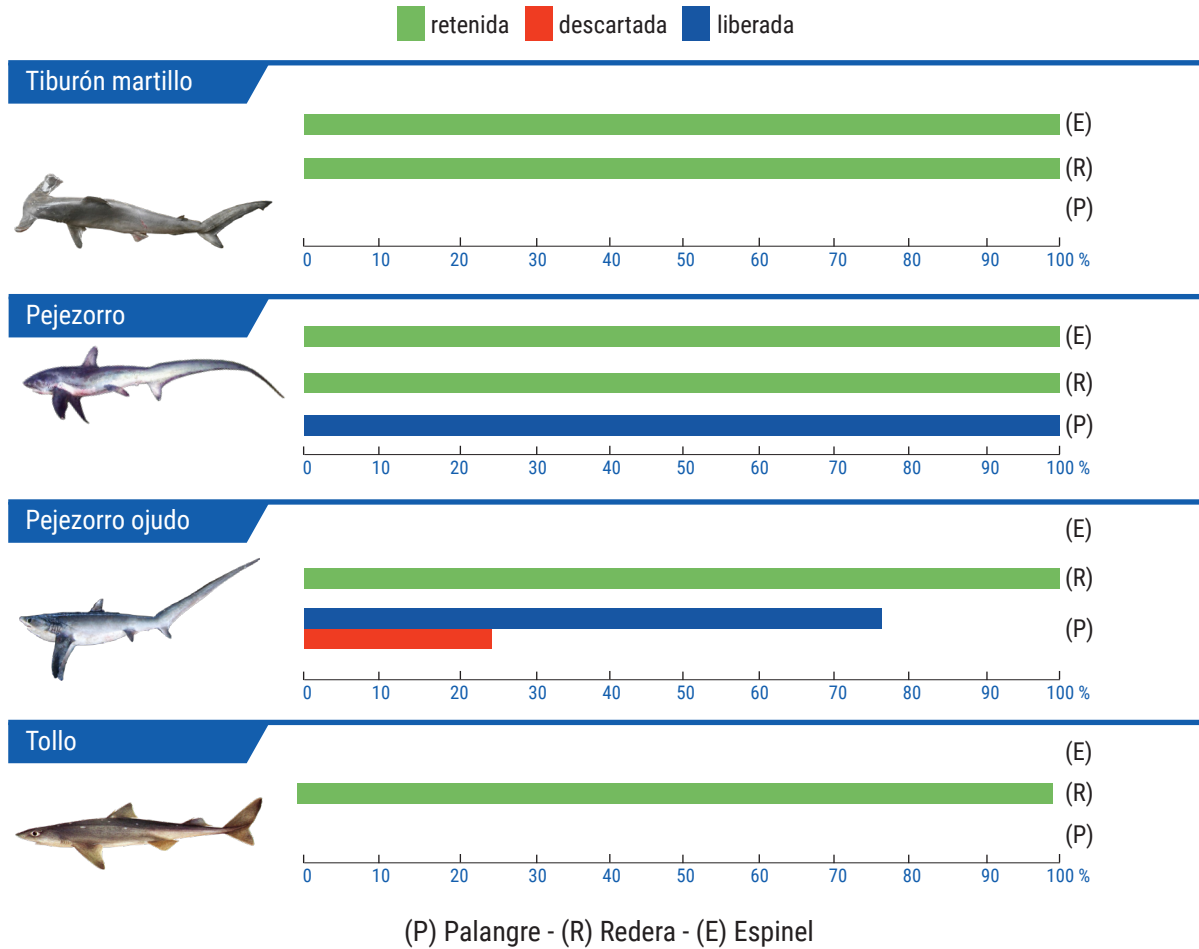 retenida descartada liberada
Tiburón martillo
(E)
(R)
(P)
0 10 20 30 40 50 60 70 80 90 100 %
Pejezorro
(E)
(R)
(P)
0 10 20 30 40 50 60 70 80 90 100 %
Pejezorro ojudo
(E)
(R)
(P)
0 10 20 30 40 50 60 70 80 90 100 %
Tollo
(E)
(R)
(P)
0 10 20 30 40 50 60 70 80 90 100 %
(P) Palangre - (R) Redera - (E) Espinel